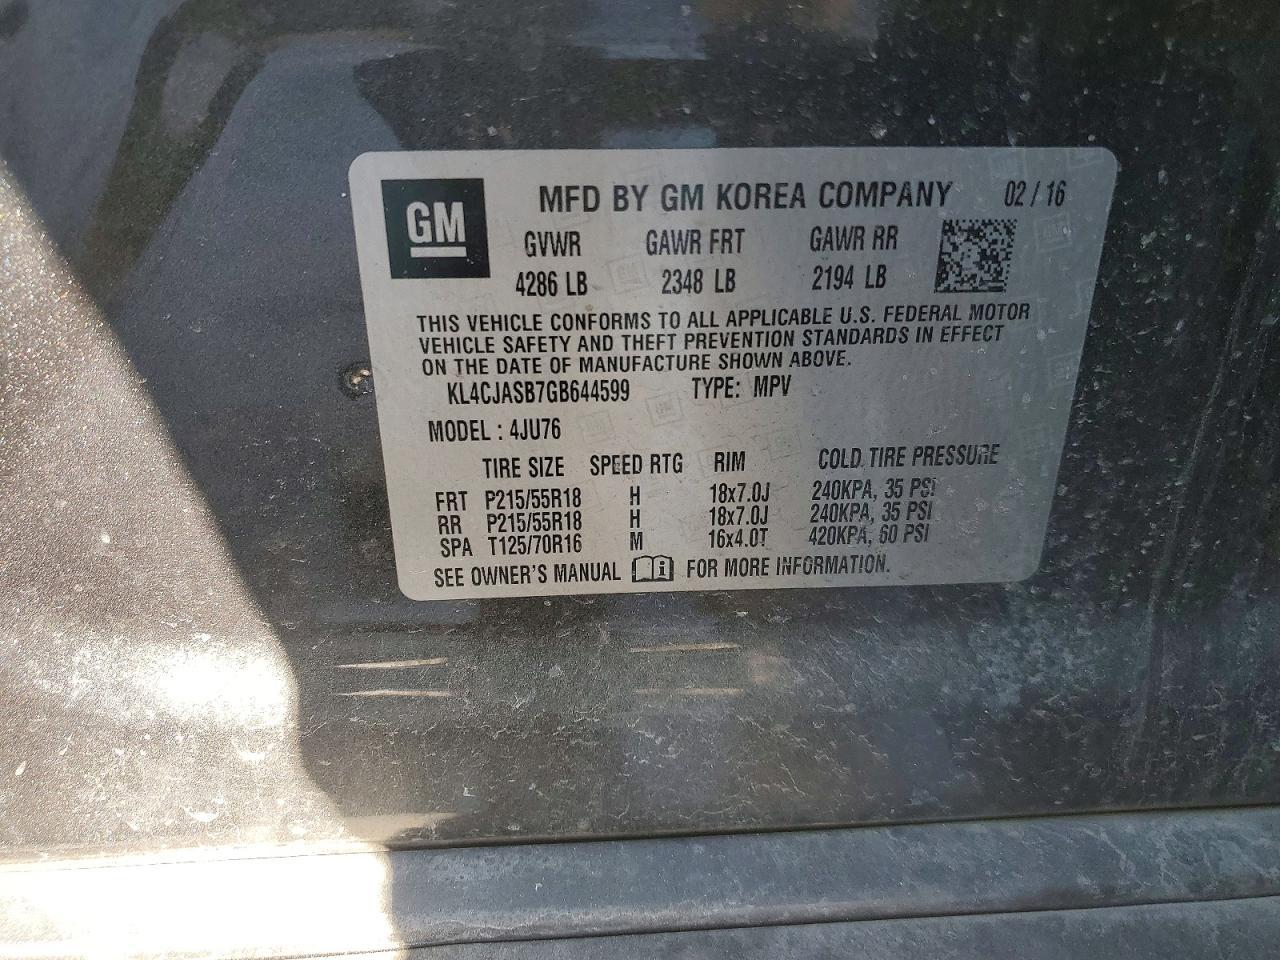 GM MFD BY GM KOREA COMPANY 02 / 16
GVWR GAWR FRT GAWR RR
4286 LB 2348 LB 2194 LB
THIS VEHICLE CONFORMS TO ALL APPLICABLE U.S. FEDERAL MOTOR
VEHICLE SAFETY AND THEFT PREVENTION STANDARDS IN EFFECT
ON THE DATE OF MANUFACTURE SHOWN ABOVE.
KL4CJASB7GB644599 TYPE: MPV
MODEL : 4JU76
TIRE SIZE SPEED RTG RIM COLD TIRE PRESSURE
FRT P215/55R18 H 18x7.0J 240KPA, 35 PSI
RR P215/55R18 H 18x7.0J 240KPA, 35 PSI
SPA T125/70R16 M 16x4.0T 420KPA, 60 PSI
SEE OWNER'S MANUAL i FOR MORE INFORMATION.